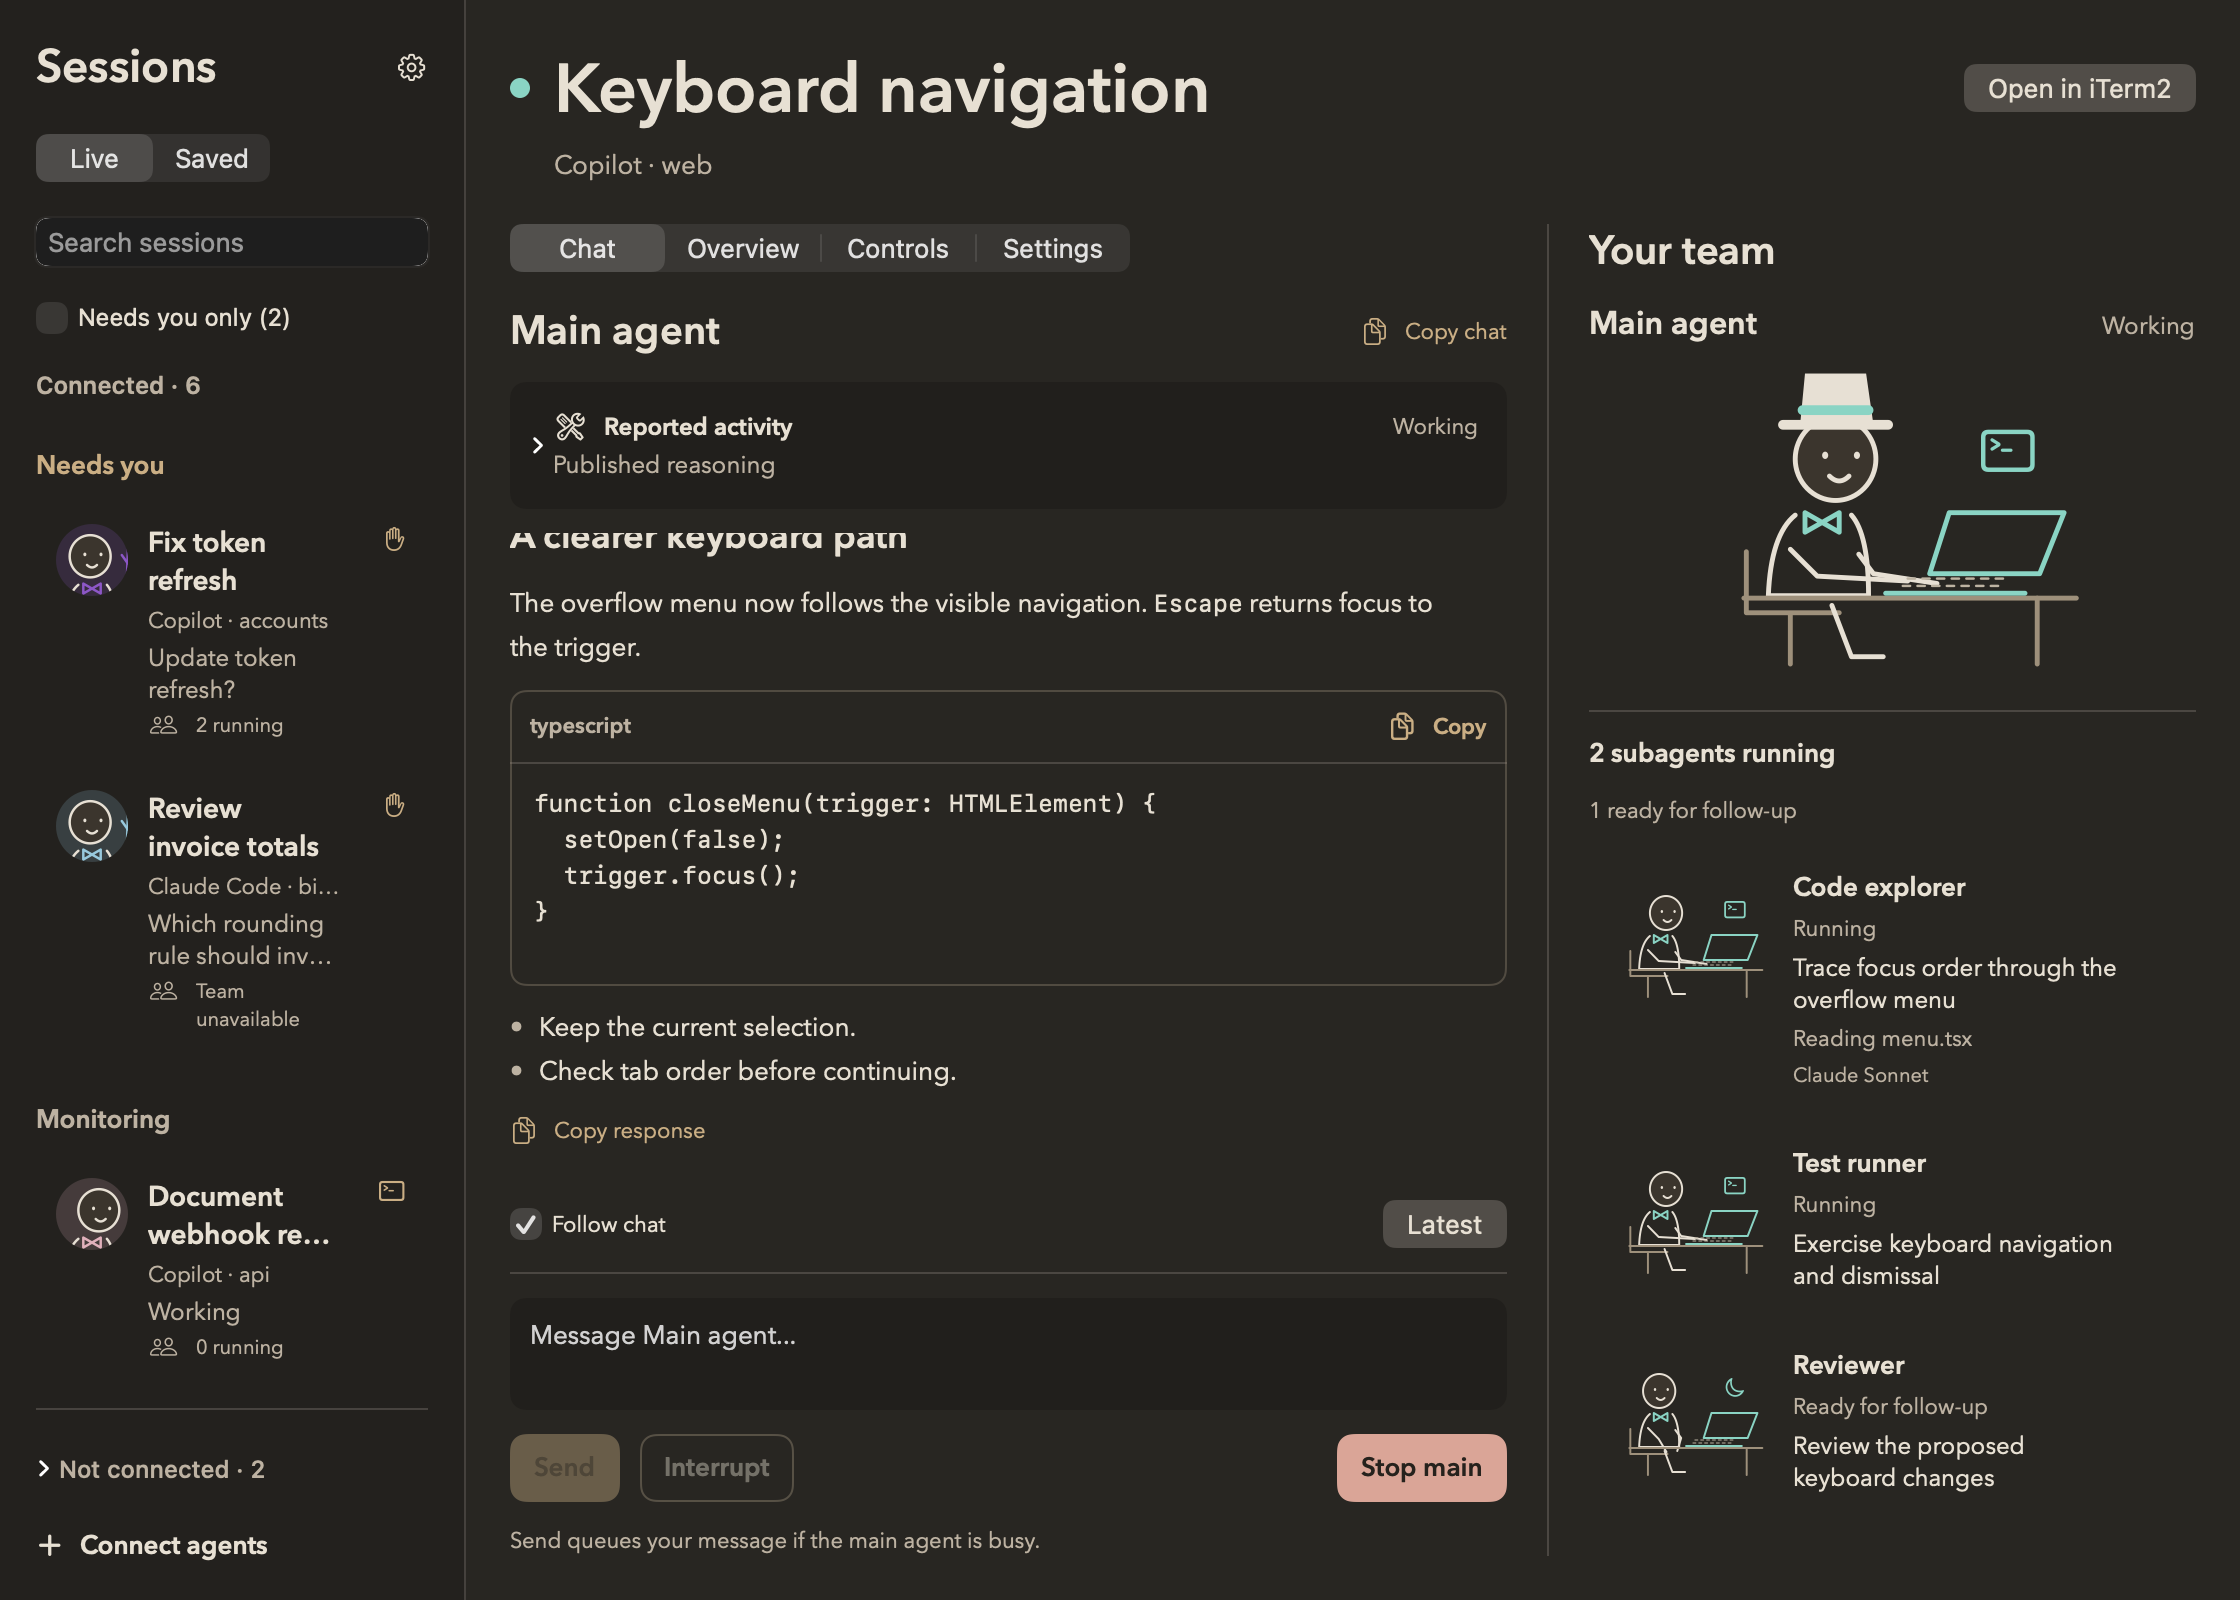 Sessions
Live
Saved
Search sessions
Needs you only (2)
Connected · 6
Needs you
Fix token
refresh
Copilot · accounts
Update token
refresh?
2 running
Review
invoice totals
Claude Code · bi…
Which rounding
rule should inv…
Team
unavailable
Monitoring
Document
webhook re…
Copilot · api
Working
0 running
Not connected · 2
Connect agents
Keyboard navigation
Copilot · web
Open in iTerm2
Chat
Overview
Controls
Settings
Main agent
Copy chat
Reported activity
Working
Published reasoning
A clearer keyboard path
The overflow menu now follows the visible navigation. Escape returns focus to
the trigger.
typescript
Copy
function closeMenu(trigger: HTMLElement) {
  setOpen(false);
  trigger.focus();
}
Keep the current selection.
Check tab order before continuing.
Copy response
Follow chat
Latest
Message Main agent...
Send
Interrupt
Stop main
Send queues your message if the main agent is busy.
Your team
Main agent
Working
2 subagents running
1 ready for follow-up
Code explorer
Running
Trace focus order through the
overflow menu
Reading menu.tsx
Claude Sonnet
Test runner
Running
Exercise keyboard navigation
and dismissal
Reviewer
Ready for follow-up
Review the proposed
keyboard changes